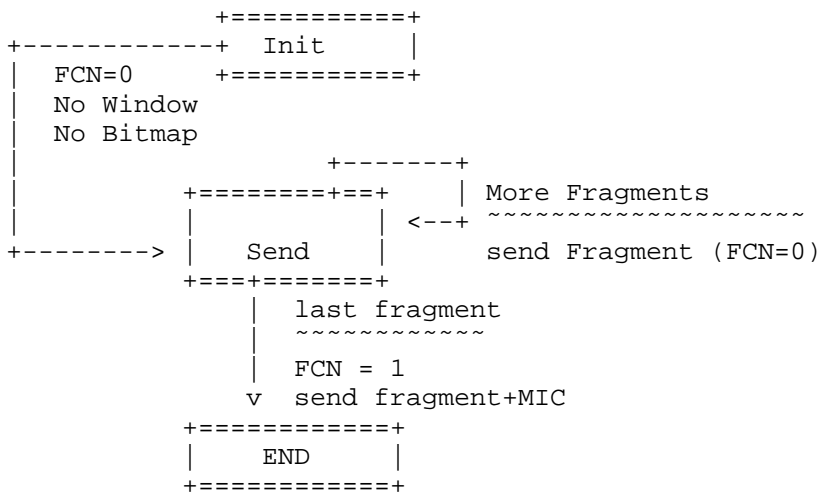 Init
FCN=0
No Window
No Bitmap
More Fragments
~~~~~~~~~~~~~~~~~~~~
Send
send Fragment (FCN=0)
last fragment
~~~~~~~~~~~~
FCN = 1
send fragment+MIC
END